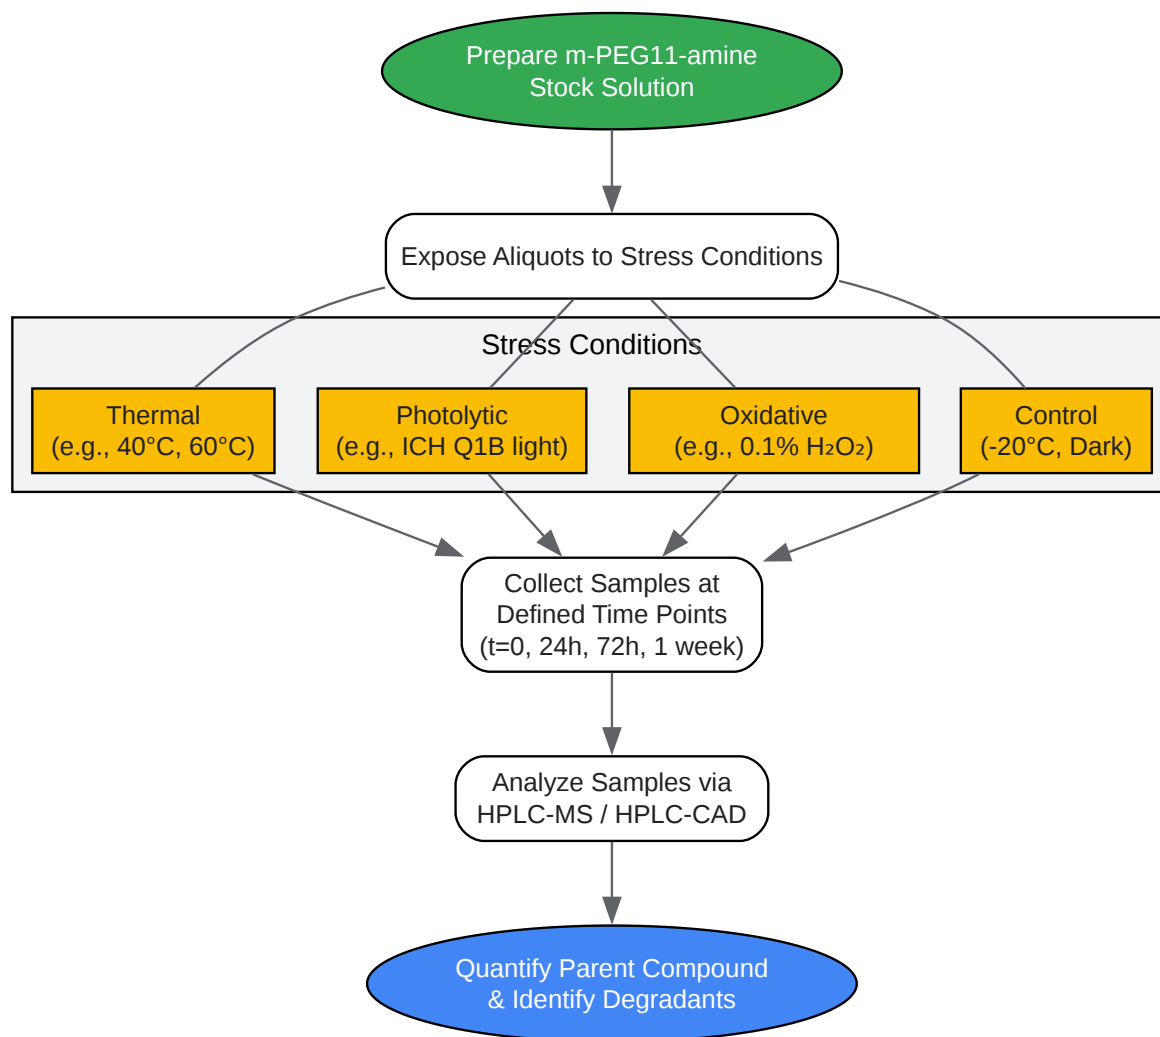 Prepare m-PEG11-amine
Stock Solution
Expose Aliquots to Stress Conditions
Stress Conditions
Thermal
(e.g., 40°C, 60°C)
Photolytic
(e.g., ICH Q1B light)
Oxidative
(e.g., 0.1% H₂O₂)
Control
(-20°C, Dark)
Collect Samples at
Defined Time Points
(t=0, 24h, 72h, 1 week)
Analyze Samples via
HPLC-MS / HPLC-CAD
Quantify Parent Compound
& Identify Degradants